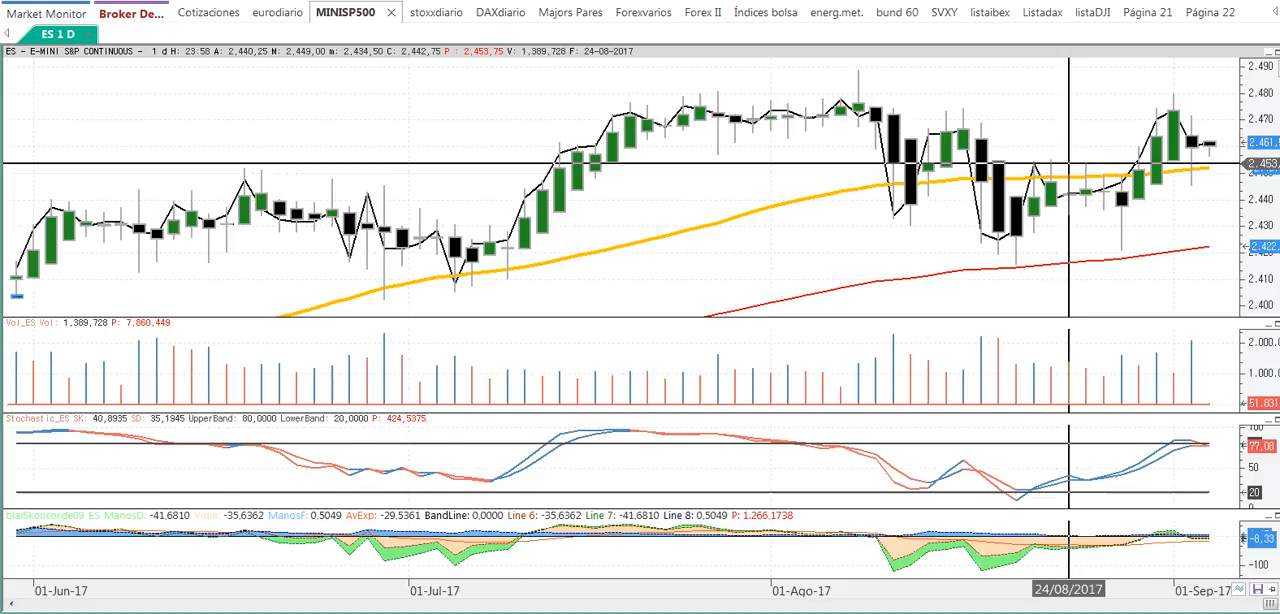 Market Monitor Broker De... Cotizaciones eurodiario MINISP500 × stoxxdiario DAXdiario Majors Pares Forexvarios Forex II Índices bolsa energ.met. bund 60 SVXY listaibex Listadax listaDJI Página 21 Página 22
ES 1 D
ES - E-MINI S&P CONTINUOUS - 1 d H: 23:58 A: 2.440,25 M: 2.449,00 m: 2.434,50 C: 2.442,75 P : 2.453,75 V: 1,389,728 F: 24-08-2017
2.490
2.480
2.470
2.461,
2.453,
2.440
2.430
2.422,
2.410
2.400
Vol_ES Vol: 1,389,728 P: 7,860,449
2.000.
1.000.
51.831
Stochastic_ES SK: 40,8935 SD: 35,1945 UpperBand: 80,0000 LowerBand: 20,0000 P: 424,5375
100
77,08
50
20
0
blai5koncorde09 ES ManosD: -41,6810 Viola: -35,6362 ManosF: 0,5049 AvExp: -29,5361 BandLine: 0,0000 Line 6: -35,6362 Line 7: -41,6810 Line 8: 0,5049 P: 1.266,1738
-8,33
-100
01-Jun-17 01-Jul-17 01-Ago-17 24/08/2017 01-Sep-17